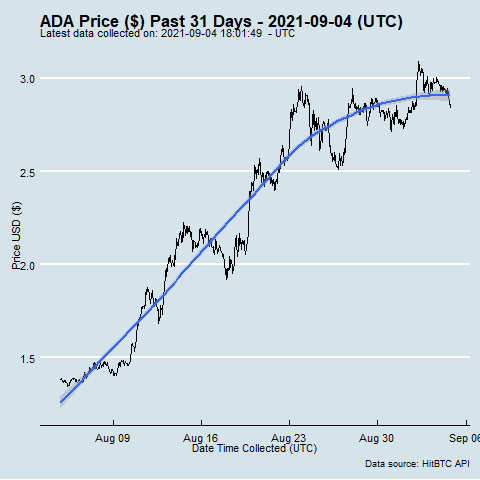 ADA Price ($) Past 31 Days - 2021-09-04 (UTC)
Latest data collected on: 2021-09-04 18:01:49  - UTC
Price USD ($)
3.0
2.5
2.0
1.5
Aug 09
Aug 16
Aug 23
Aug 30
Sep 06
Date Time Collected (UTC)
Data source: HitBTC API